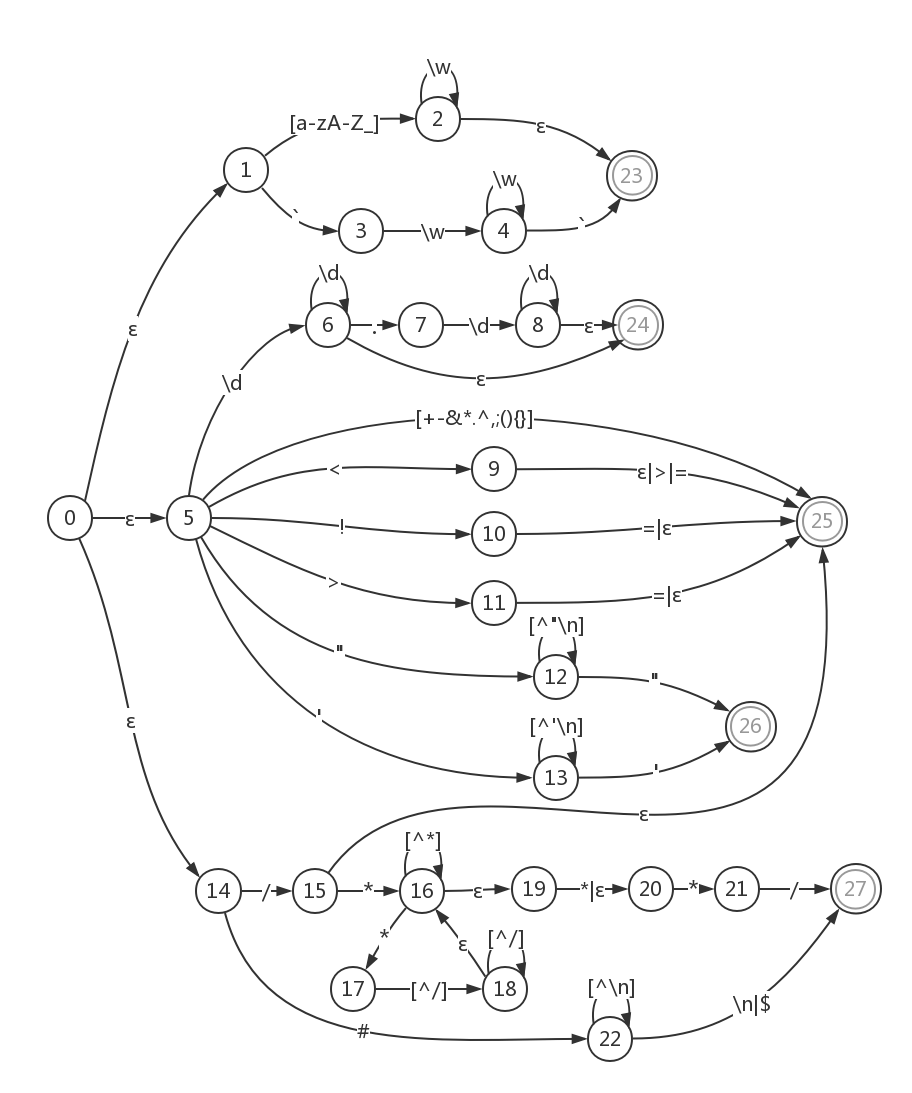 \w
[a-zA-Z_]
2
ε
1
23
\w
`
3
\w
4
`
\d
\d
ε
6
.
7
\d
8
ε
24
\d
ε
[+-&*.^,;(){}]
<
9
ε|>|=
0
ε
5
!
10
=|ε
25
>
11
=|ε
[^"\n]
"
12
"
ε
'
[^'\n]
26
13
'
ε
[^*]
14
/
15
*
16
ε
19
*|ε
20
*
21
/
27
*
ε
[^/]
17
[^/]
18
[^\n]
\n|$
#
22